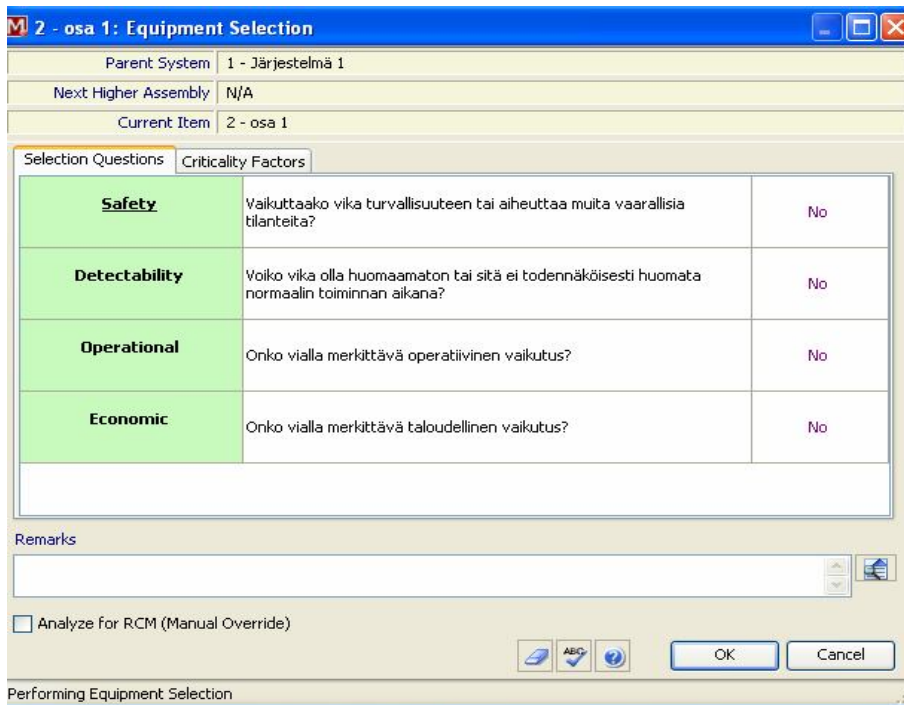 2 - osa 1: Equipment Selection
Parent System 1 - Järjestelmä 1
Next Higher Assembly N/A
Current Item 2 - osa 1
Selection Questions Criticality Factors
Safety Vaikuttaako vika turvallisuuteen tai aiheuttaa muita vaarallisia
tilanteita? No
Detectability Voiko vika olla huomaamaton tai sitä ei todennäköisesti huomata
normaalin toiminnan aikana? No
Operational Onko vialla merkittävä operatiivinen vaikutus? No
Economic Onko vialla merkittävä taloudellinen vaikutus? No
Remarks
Analyze for RCM (Manual Override)
ABC OK Cancel
Performing Equipment Selection